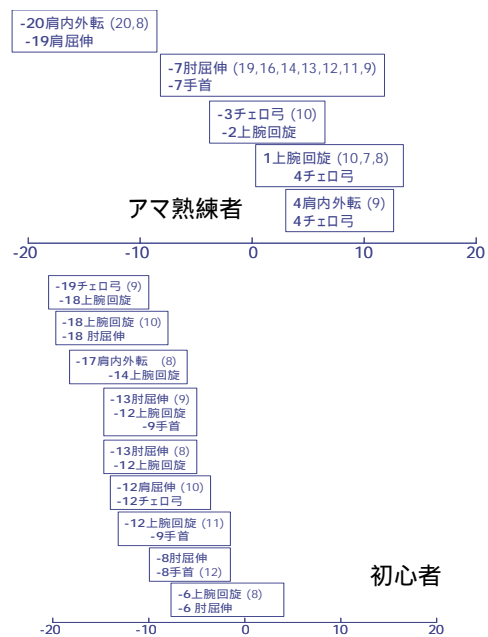 -20肩内外転 (20,8)
-19肩屈伸
-7肘屈伸 (19,16,14,13,12,11,9)
-7手首
-3チェロ弓 (10)
-2上腕回旋
1上腕回旋 (10,7,8)
4チェロ弓
4肩内外転 (9)
4チェロ弓
アマ熟練者
-20 -10 0 10 20
-19チェロ弓 (9)
-18上腕回旋
-18上腕回旋 (10)
-18 肘屈伸
-17肩内外転 (8)
-14上腕回旋
-13肘屈伸 (9)
-12上腕回旋
-9手首
-13肘屈伸 (8)
-12上腕回旋
-12肩屈伸 (10)
-12チェロ弓
-12上腕回旋 (11)
-9手首
-8肘屈伸
-8手首 (12)
初心者
-6上腕回旋 (8)
-6 肘屈伸
-20 -10 0 10 20